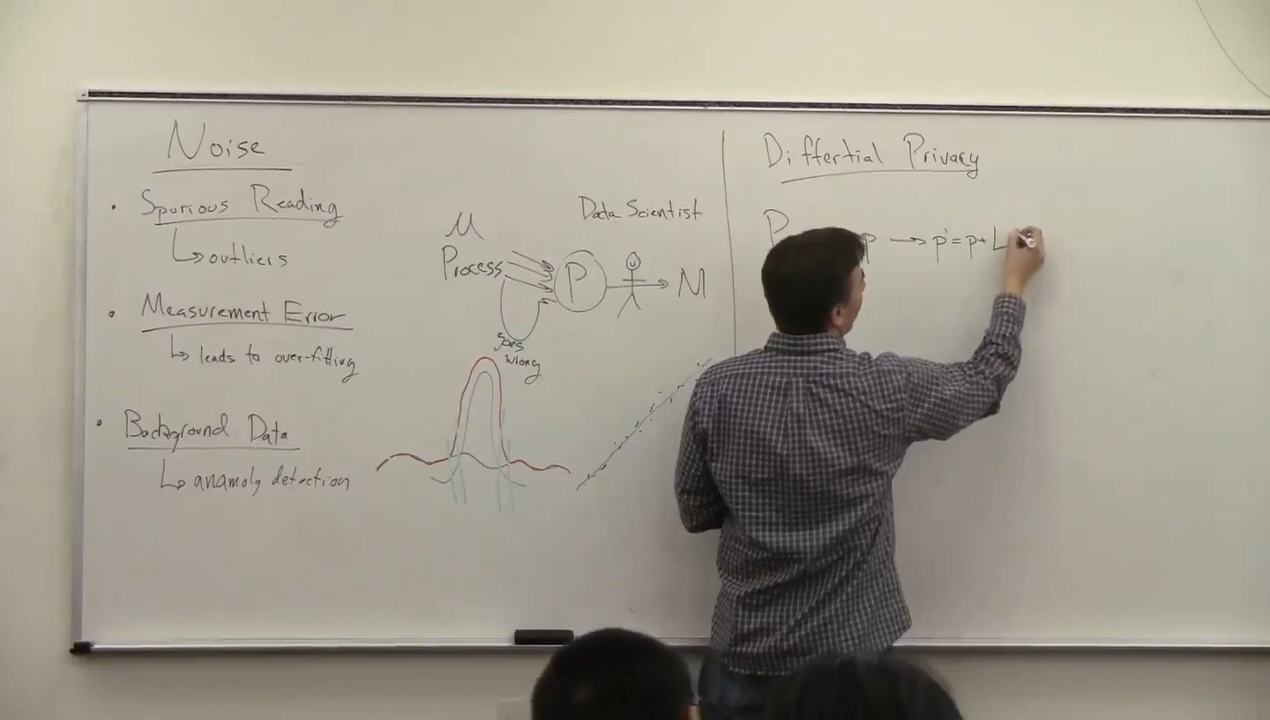 Noise
Spurious Reading
↳ outliers
Measurement Error
↳ leads to over-fitting
Background Data
↳ anamoly detection
Data Scientist
M
Process
P
M
goes
wrong
Differtial Privacy
P
p → p' = p + L